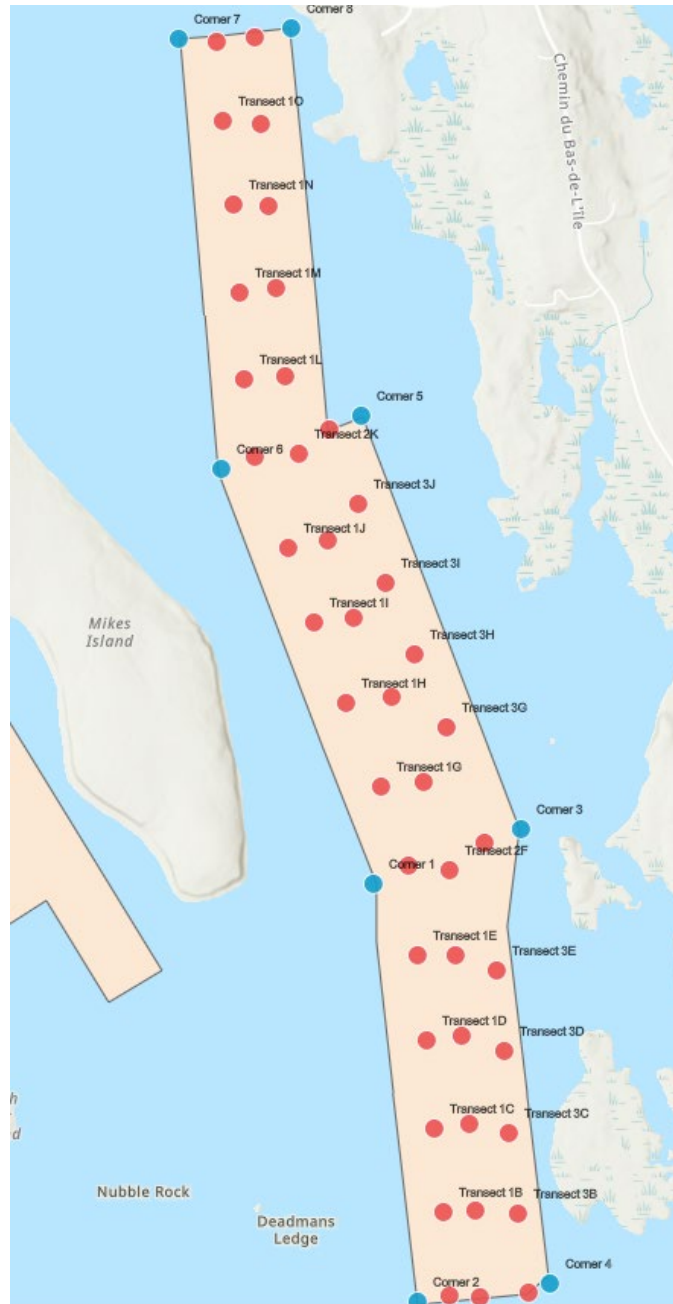 Corner 7
Corner 8
Chemin du Bas-de-L'Île
Transect 1O
Transect 1N
Transect 1M
Transect 1L
Corner 5
Transect 2K
Corner 6
Transect 3J
Transect 1J
Transect 3I
Transect 1I
Mikes
Island
Transect 3H
Transect 1H
Transect 3G
Transect 1G
Corner 3
Transect 2F
Corner 1
Transect 1E
Transect 3E
Transect 1D
Transect 3D
h
d
Transect 1C
Transect 3C
Nubble Rock
Transect 1B
Transect 3B
Deadmans
Ledge
Corner 4
Corner 2